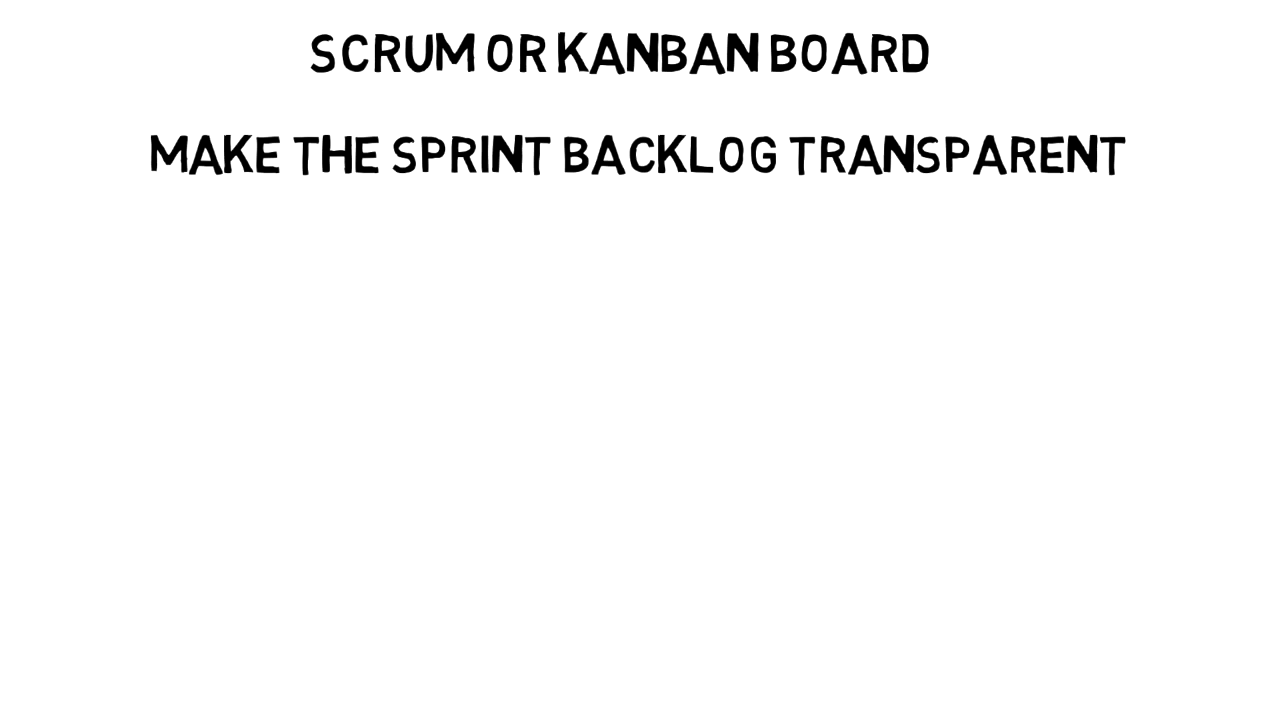 SCRUM OR KANBAN BOARD
MAKE THE SPRINT BACKLOG TRANSPARENT